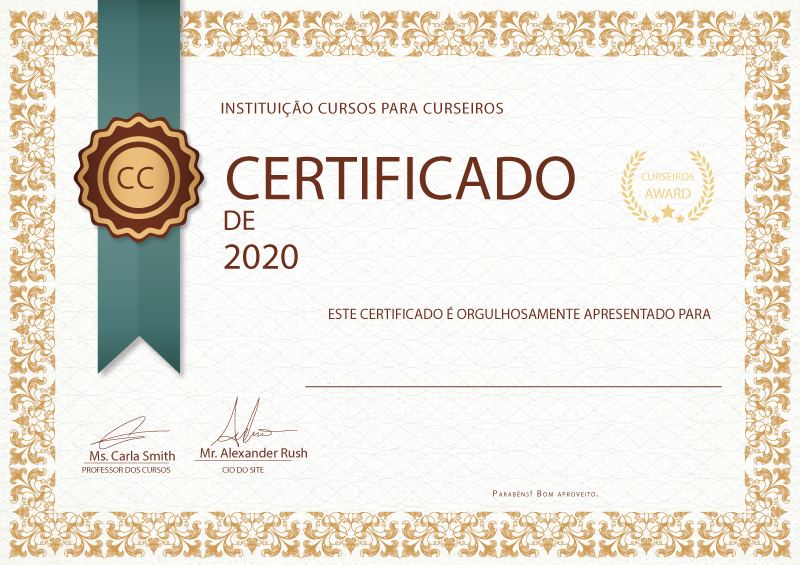 INSTITUIÇÃO CURSOS PARA CURSEIROS
CC
CERTIFICADO
CURSEIROS
AWARD
DE
2020
ESTE CERTIFICADO É ORGULHOSAMENTE APRESENTADO PARA
Ms. Carla Smith
PROFESSOR DOS CURSOS
Mr. Alexander Rush
CIO DO SITE
Parabéns! Bom aproveito.